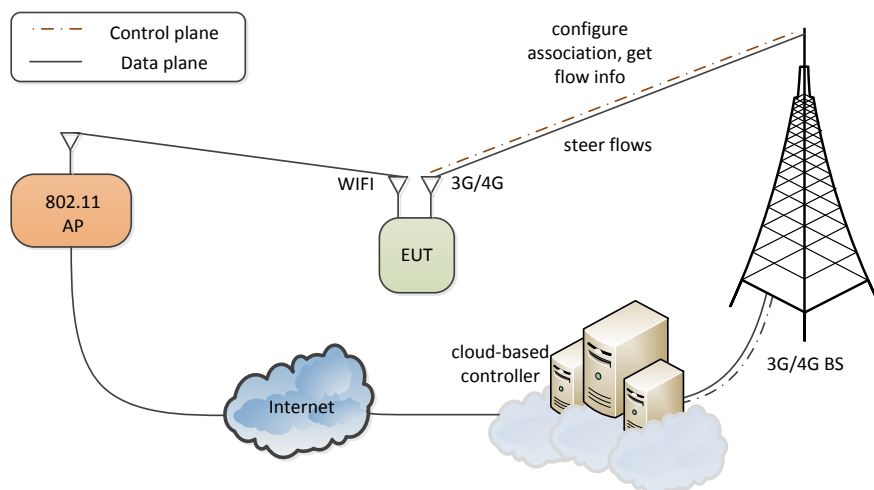 Control plane
Data plane
configure
association, get
flow info
steer flows
WIFI
3G/4G
802.11
AP
EUT
cloud-based
controller
3G/4G BS
Internet